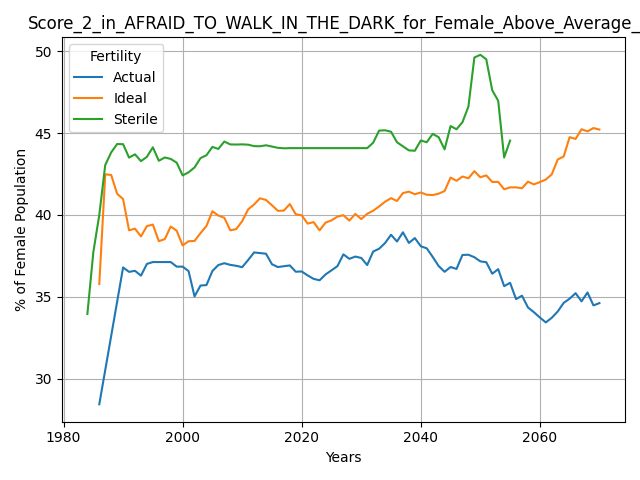 Score_2_in_AFRAID_TO_WALK_IN_THE_DARK_for_Female_Above_Average_
Fertility
Actual
Ideal
Sterile
% of Female Population
50
45
40
35
30
1980
2000
2020
2040
2060
Years